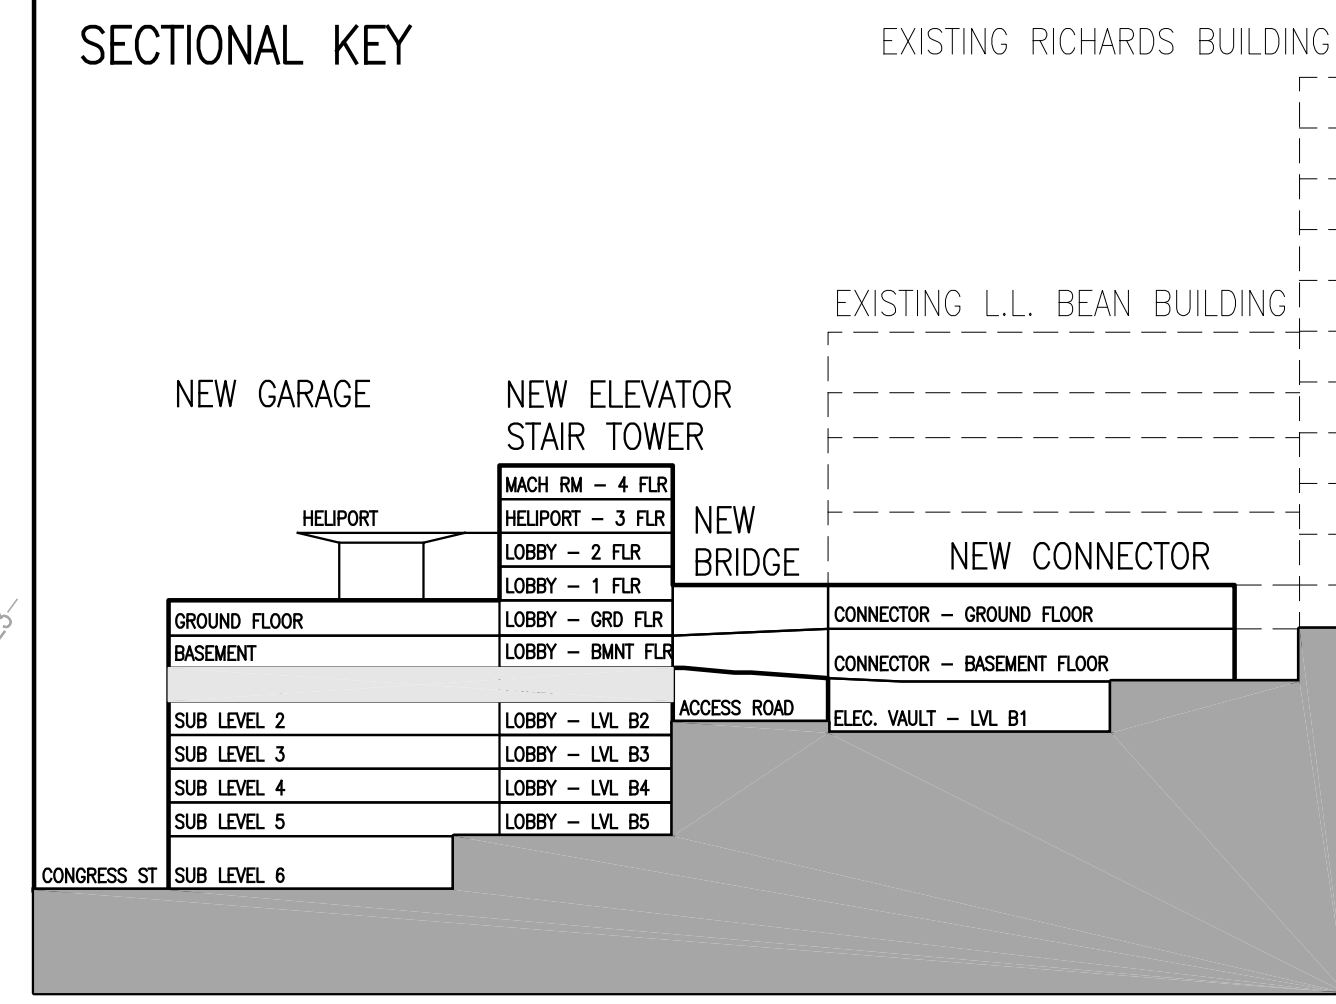 SECTIONAL KEY
EXISTING RICHARDS BUILDING
EXISTING L.L. BEAN BUILDING
NEW GARAGE
NEW ELEVATOR
STAIR TOWER
MACH RM - 4 FLR
HELIPORT
HELIPORT - 3 FLR
NEW
BRIDGE
LOBBY - 2 FLR
NEW CONNECTOR
LOBBY - 1 FLR
GROUND FLOOR
LOBBY - GRD FLR
CONNECTOR - GROUND FLOOR
BASEMENT
LOBBY - BMNT FLR
CONNECTOR - BASEMENT FLOOR
ACCESS ROAD
SUB LEVEL 2
LOBBY - LVL B2
ELEC. VAULT - LVL B1
SUB LEVEL 3
LOBBY - LVL B3
SUB LEVEL 4
LOBBY - LVL B4
SUB LEVEL 5
LOBBY - LVL B5
CONGRESS ST
SUB LEVEL 6